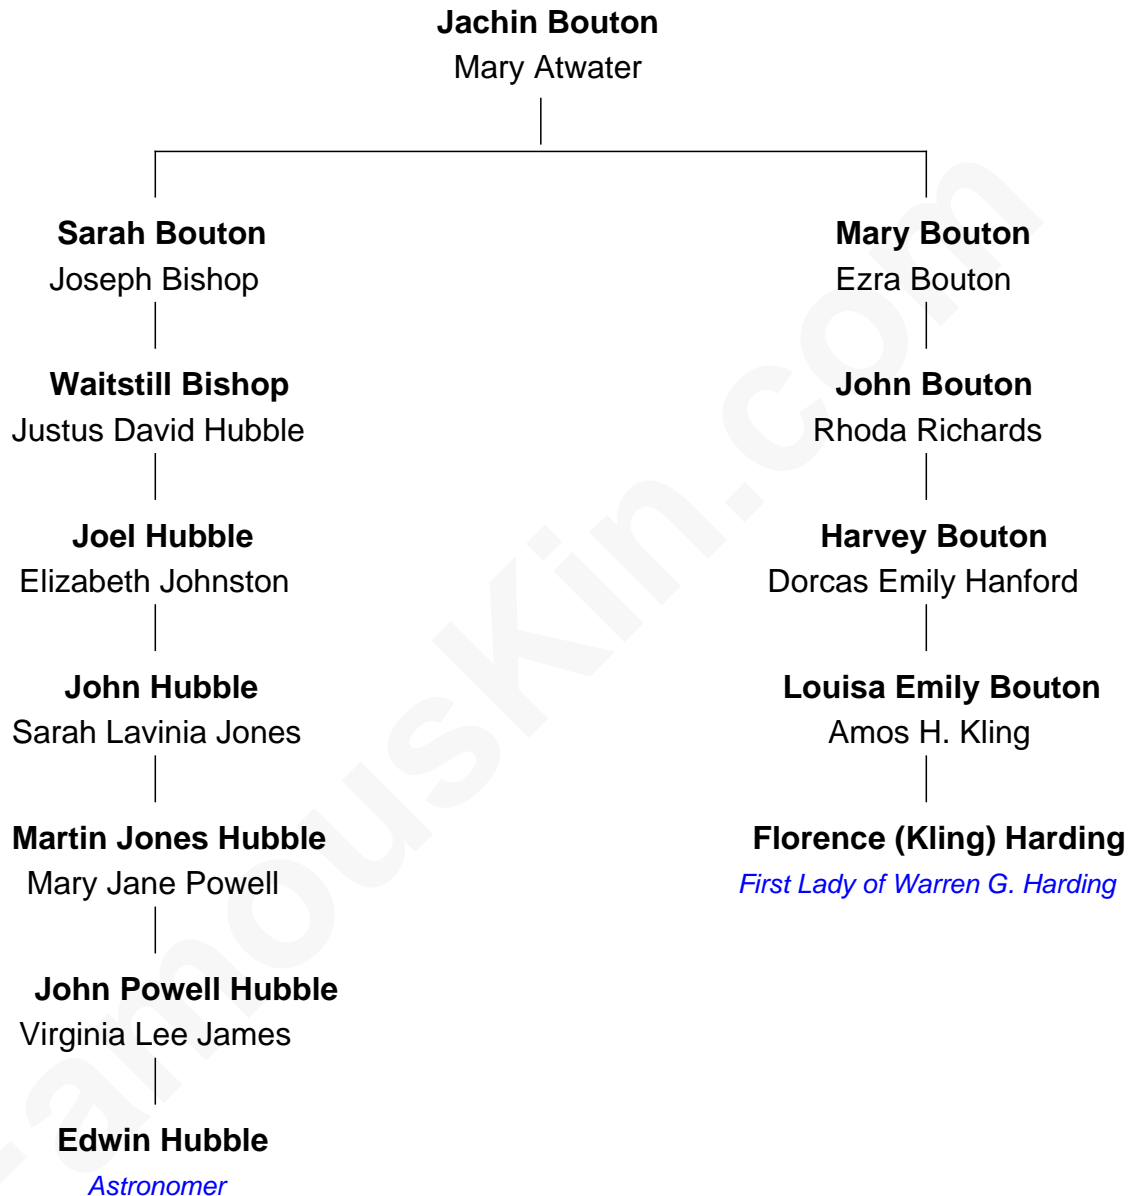 Jachin Bouton
Mary Atwater
Sarah Bouton
Joseph Bishop
Mary Bouton
Ezra Bouton
Waitstill Bishop
Justus David Hubble
John Bouton
Rhoda Richards
Joel Hubble
Elizabeth Johnston
Harvey Bouton
Dorcas Emily Hanford
John Hubble
Sarah Lavinia Jones
Louisa Emily Bouton
Amos H. Kling
Martin Jones Hubble
Mary Jane Powell
Florence (Kling) Harding
First Lady of Warren G. Harding
John Powell Hubble
Virginia Lee James
Edwin Hubble
Astronomer
FamousKin.com